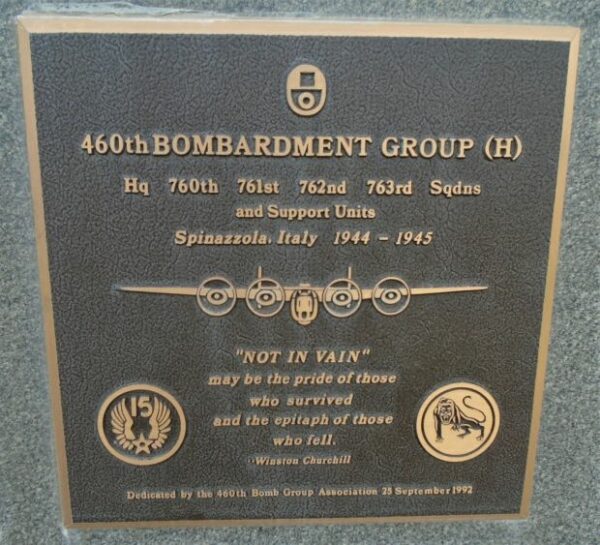 460th BOMBARDMENT GROUP (H)
Hq 760th 761st 762nd 763rd Sqdns
and Support Units
Spinazzola, Italy 1944 - 1945
"NOT IN VAIN"
may be the pride of those
who survived
and the epitaph of those
who fell.
-Winston Churchill
15
Dedicated by the 460th Bomb Group Association 25 September 1992